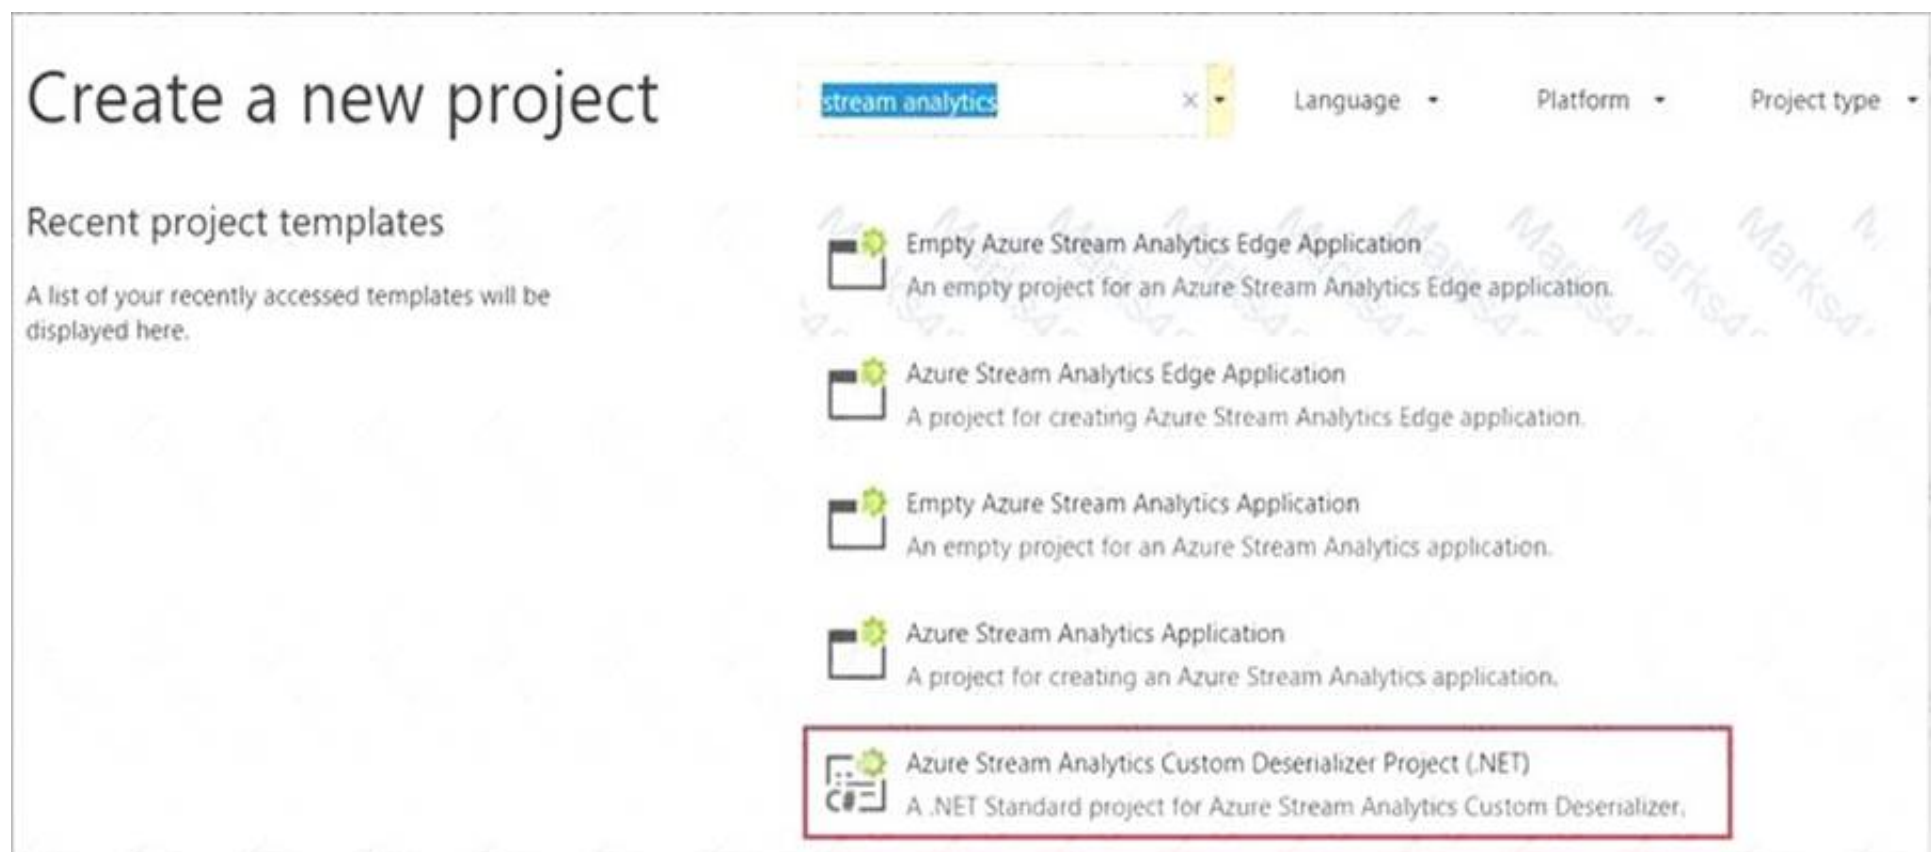 Create a new project
stream analytics
Language
Platform
Project type
Recent project templates
A list of your recently accessed templates will be
displayed here.
Empty Azure Stream Analytics Edge Application
An empty project for an Azure Stream Analytics Edge application.
Azure Stream Analytics Edge Application
A project for creating Azure Stream Analytics Edge application.
Empty Azure Stream Analytics Application
An empty project for an Azure Stream Analytics application.
Azure Stream Analytics Application
A project for creating an Azure Stream Analytics application.
C#
Azure Stream Analytics Custom Deserializer Project (.NET)
A .NET Standard project for Azure Stream Analytics Custom Deserializer.